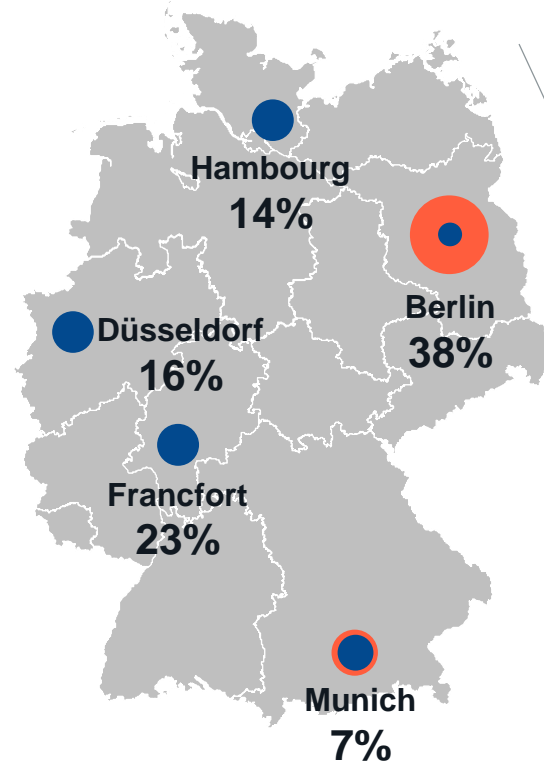 Hambourg
14%
Berlin
38%
Düsseldorf
16%
Francfort
23%
Munich
7%